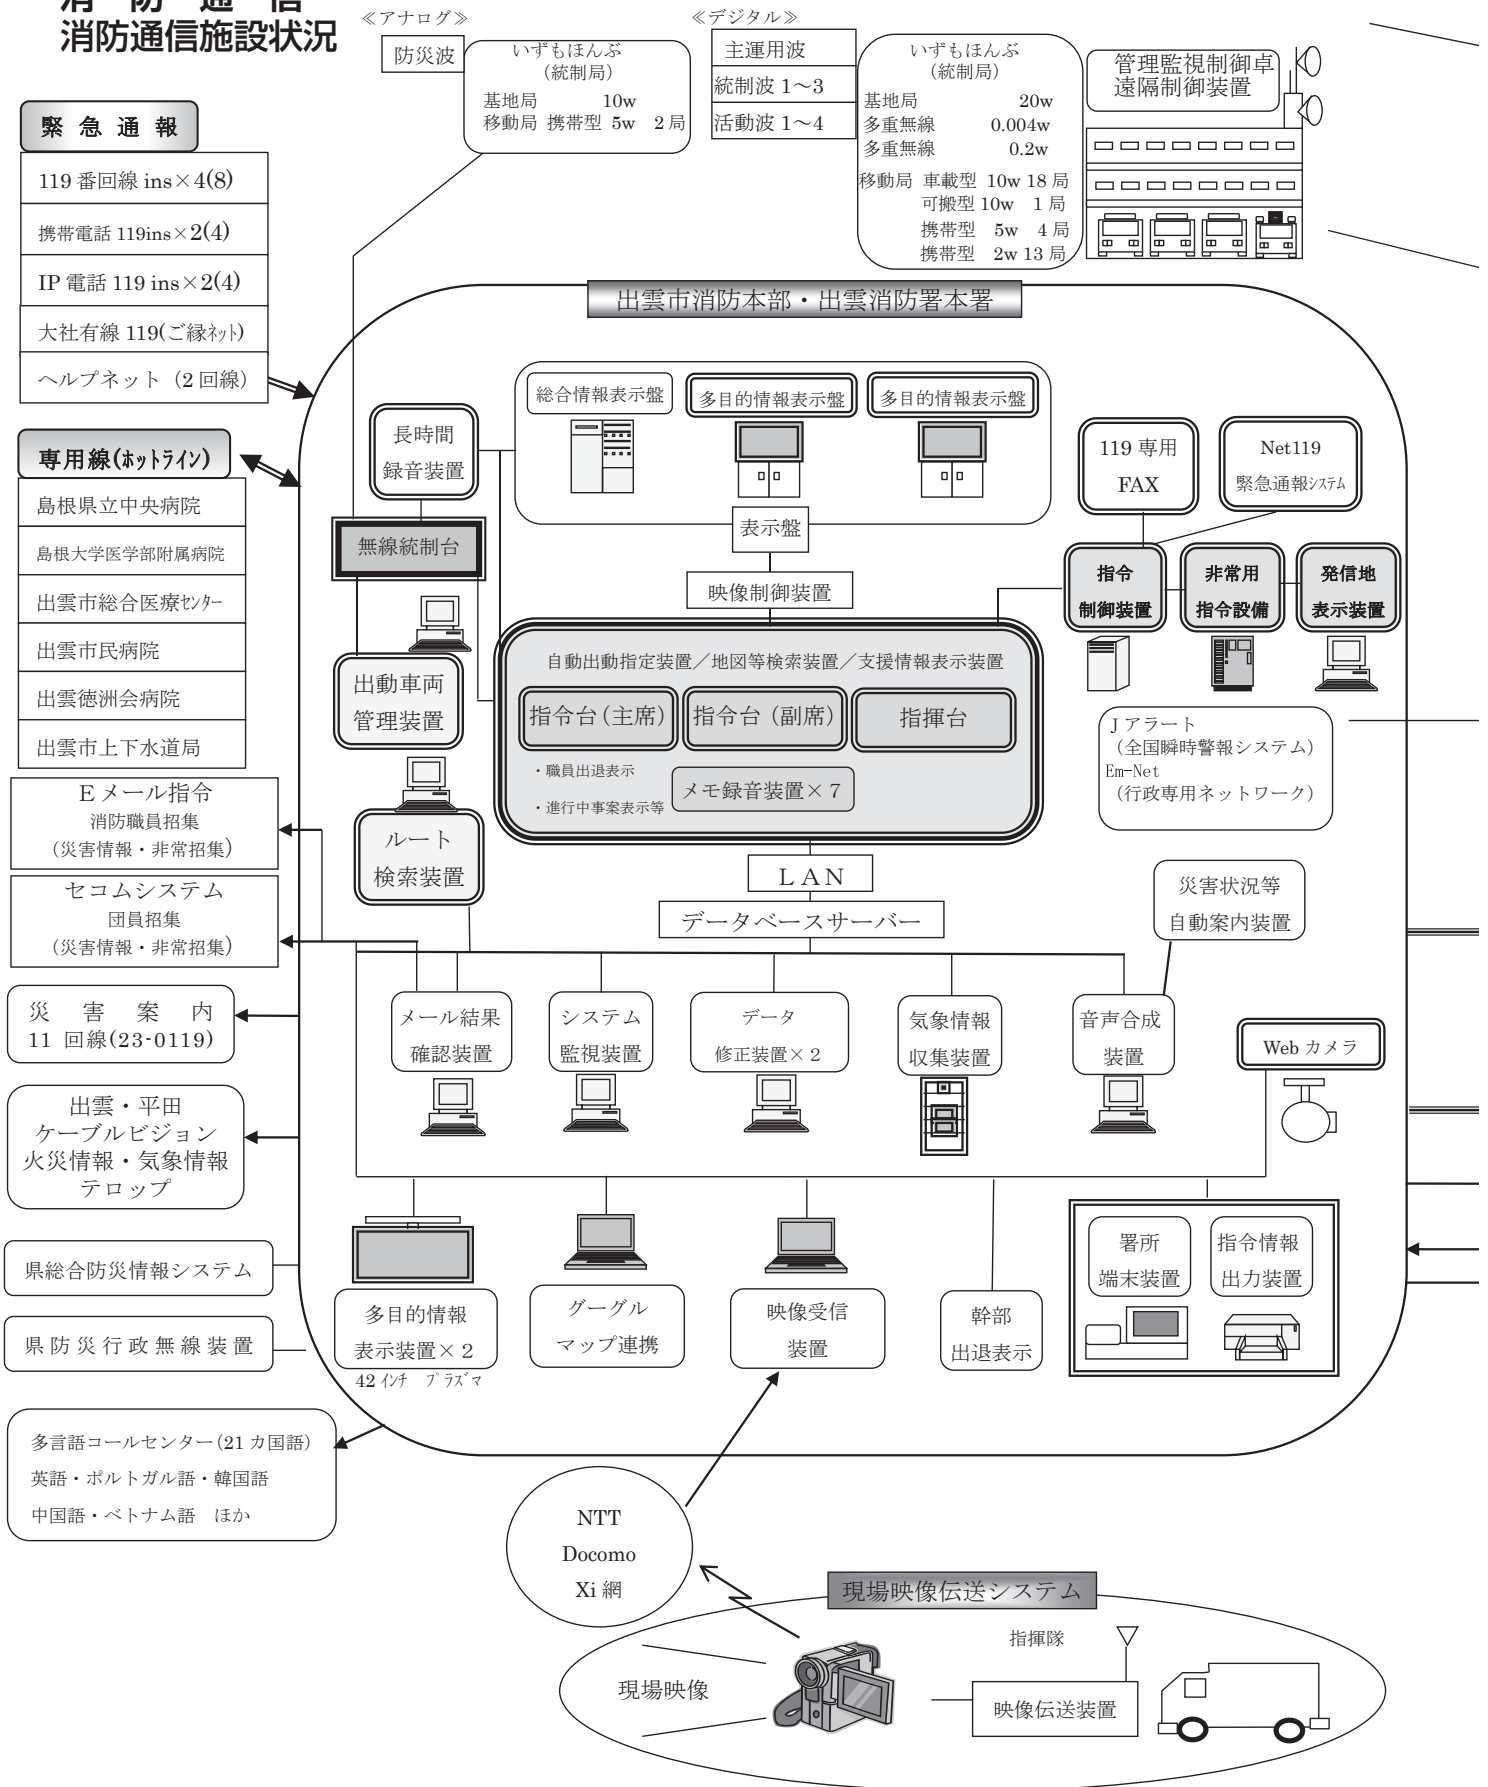 消防通信
消防通信施設状況
≪アナログ≫
防災波
いずもほんぶ
(統制局)
基地局 10w
移動局 携帯型 5w 2局
≪デジタル≫
主運用波
統制波 1～3
活動波 1～4
いずもほんぶ
(統制局)
基地局 20w
多重無線 0.004w
多重無線 0.2w
移動局 車載型 10w 18局
可搬型 10w 1局
携帯型 5w 4局
携帯型 2w 13局
管理監視制御卓
遠隔制御装置
緊急通報
119番回線 ins×4(8)
携帯電話 119ins×2(4)
IP電話 119 ins×2(4)
大社有線 119(ご縁ネット)
ヘルプネット（2回線）
専用線(ホットライン)
島根県立中央病院
島根大学医学部附属病院
出雲市総合医療センター
出雲市民病院
出雲徳洲会病院
出雲市上下水道局
Eメール指令
消防職員招集
(災害情報・非常招集)
セコムシステム
団員招集
(災害情報・非常招集)
災害案内
11 回線(23-0119)
出雲・平田
ケーブルビジョン
火災情報・気象情報
テロップ
県総合防災情報システム
県防災行政無線装置
多言語コールセンター(21カ国語)
英語・ポルトガル語・韓国語
中国語・ベトナム語 ほか
出雲市消防本部・出雲消防署本署
長時間
録音装置
無線統制台
出動車両
管理装置
ルート
検索装置
総合情報表示盤
多目的情報表示盤
多目的情報表示盤
表示盤
映像制御装置
自動出動指定装置／地図等検索装置／支援情報表示装置
指令台(主席)
指令台(副席)
指揮台
・職員出退表示
・進行中事案表示等
メモ録音装置×7
LAN
データベースサーバー
119専用
FAX
Net119
緊急通報システム
指令
制御装置
非常用
指令設備
発信地
表示装置
Jアラート
(全国瞬時警報システム)
Em-Net
(行政専用ネットワーク)
災害状況等
自動案内装置
メール結果
確認装置
システム
監視装置
データ
修正装置×2
気象情報
収集装置
音声合成
装置
Webカメラ
多目的情報
表示装置×2
42インチ プラズマ
グーグル
マップ連携
映像受信
装置
幹部
出退表示
署所
端末装置
指令情報
出力装置
NTT
Docomo
Xi網
現場映像伝送システム
現場映像
指揮隊
映像伝送装置